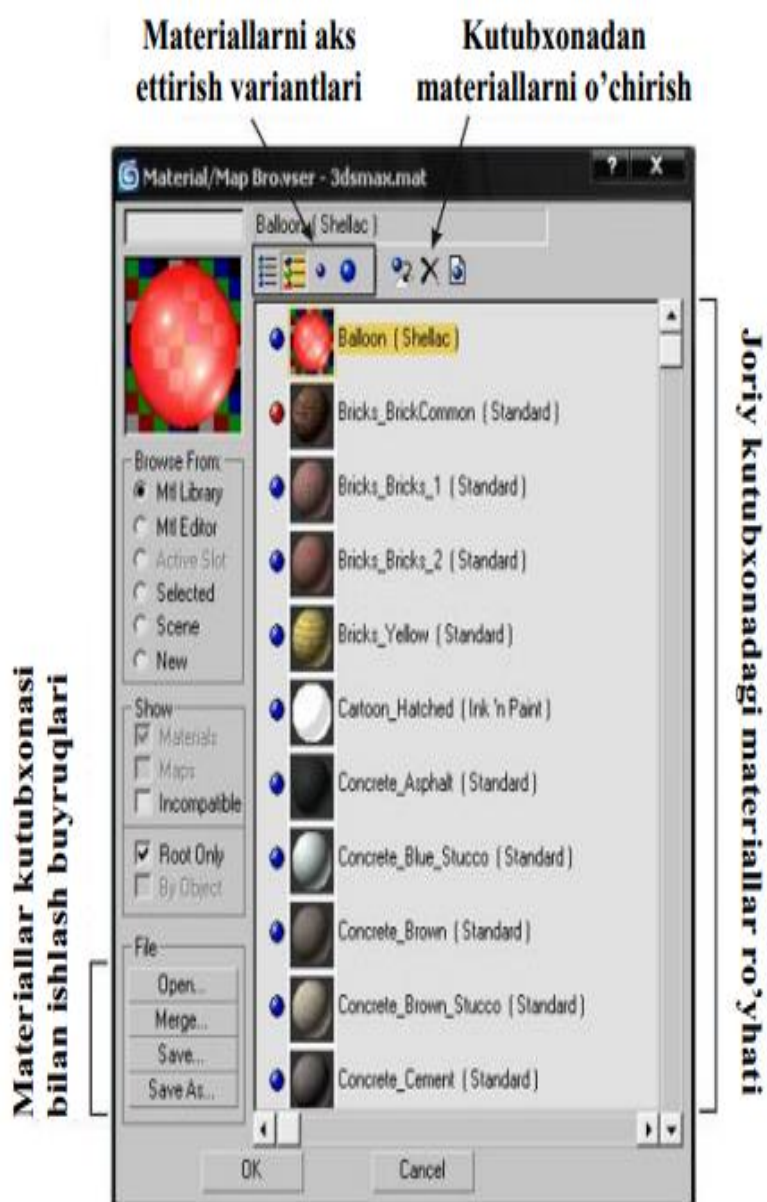 Materiallarni aks
ettirish variantlari
Kutubxonadan
materiallarni o’chirish
Material/Map Browser - 3dsmax.mat
? X
Balloon ( Shellac )
Balloon ( Shellac )
Bricks_BrickCommon ( Standard )
Bricks_Bricks_1 ( Standard )
Bricks_Bricks_2 ( Standard )
Bricks_Yellow ( Standard )
Cartoon_Hatched ( Ink 'n Paint )
Concrete_Asphalt ( Standard )
Concrete_Blue_Stucco ( Standard )
Concrete_Brown ( Standard )
Concrete_Brown_Stucco ( Standard )
Concrete_Cement ( Standard )
Browse From:
Mtl Library
Mtl Editor
Active Slot
Selected
Scene
New
Show
Materials
Maps
Incompatible
Root Only
By Object
File
Open...
Merge...
Save...
Save As...
OK
Cancel
Materiallar kutubxonasi
bilan ishlash buyruqlari
Joriy kutubxonadagi materiallar ro’yhati